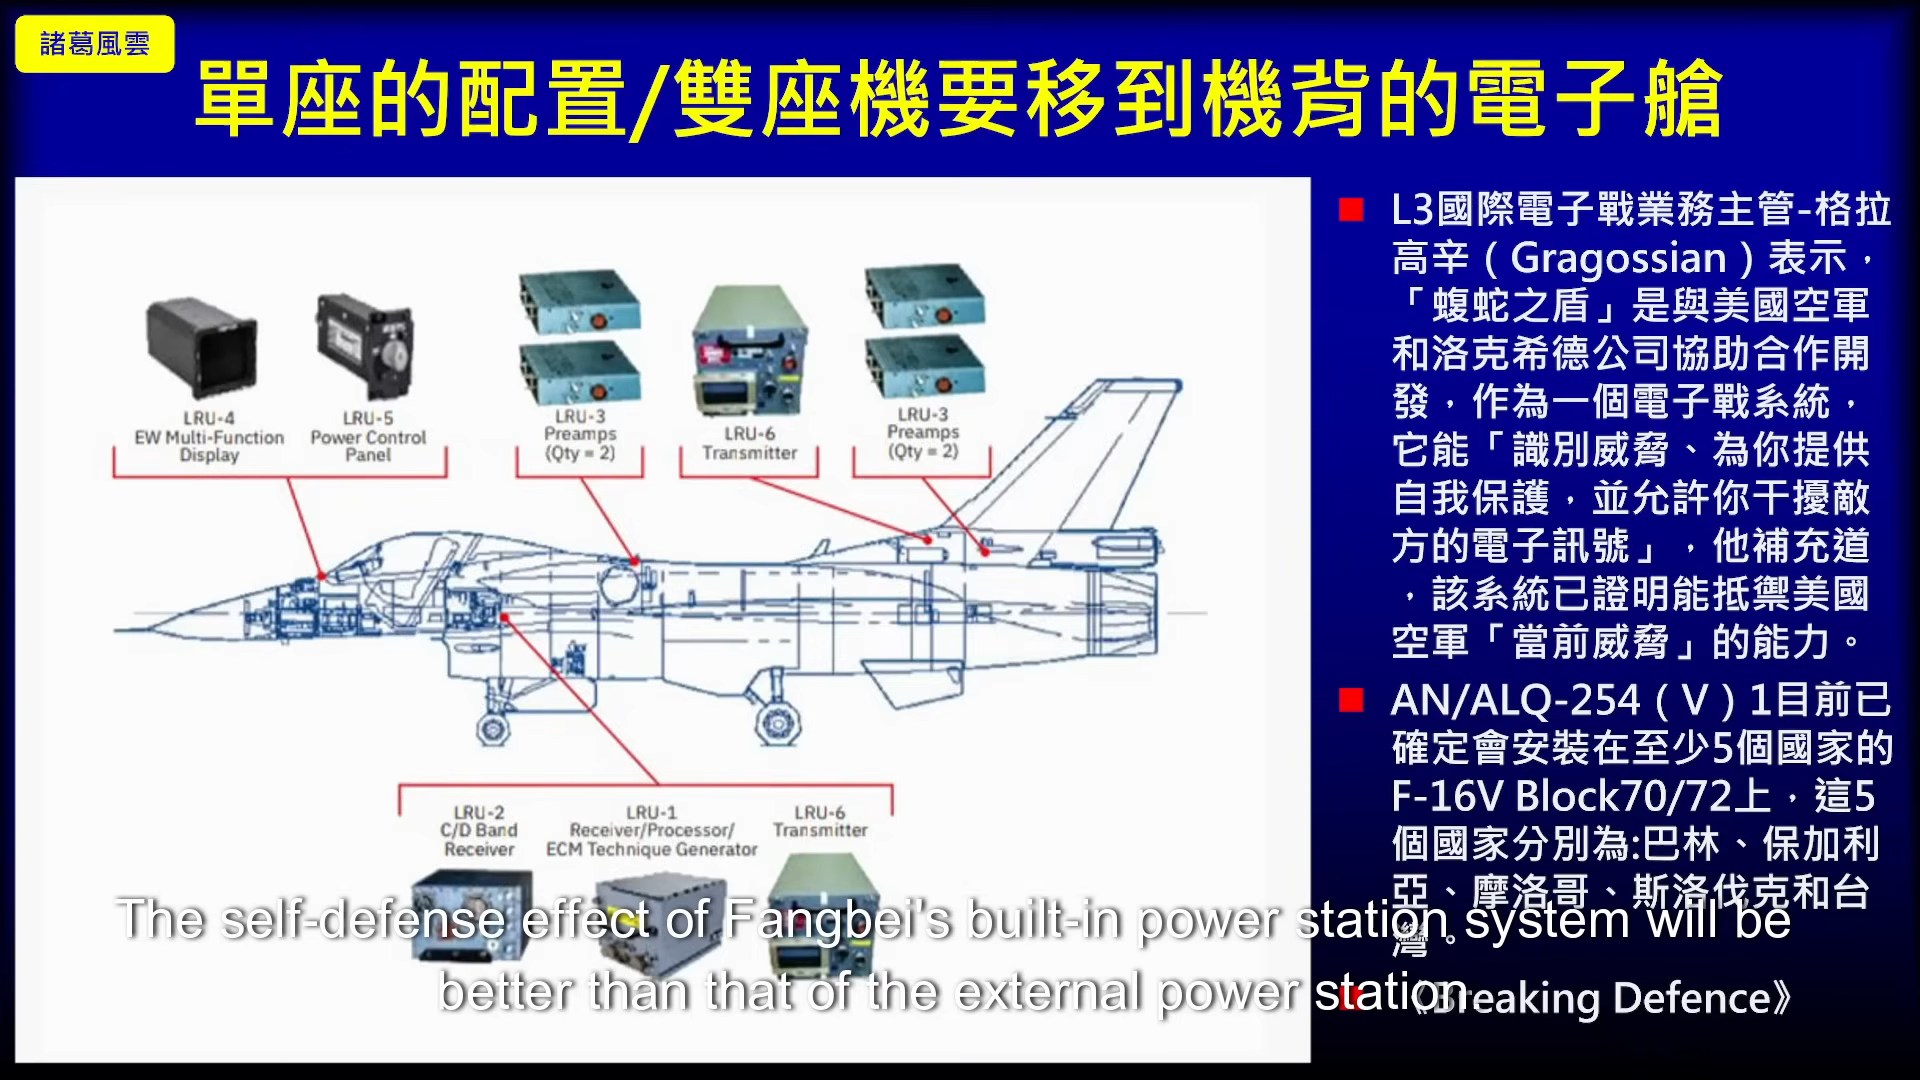 諸葛風雲
單座的配置/雙座機要移到機背的電子艙
LRU-4
EW Multi-Function
Display
LRU-5
Power Control
Panel
LRU-3
Preamps
(Qty = 2)
LRU-6
Transmitter
LRU-3
Preamps
(Qty = 2)
LRU-2
C/D Band
Receiver
LRU-1
Receiver/Processor/
ECM Technique Generator
LRU-6
Transmitter
L3國際電子戰業務主管-格拉
高辛（Gragossian）表示，
「蝮蛇之盾」是與美國空軍
和洛克希德公司協助合作開
發，作為一個電子戰系統，
它能「識別威脅、為你提供
自我保護，並允許你干擾敵
方的電子訊號」，他補充道
，該系統已證明能抵禦美國
空軍「當前威脅」的能力。
AN/ALQ-254（V）1目前已
確定會安裝在至少5個國家的
F-16V Block70/72上，這5
個國家分別為:巴林、保加利
亞、摩洛哥、斯洛伐克和台
灣。
《Breaking Defence》
The self-defense effect of Fangbei's built-in power station system will be
better than that of the external power station.